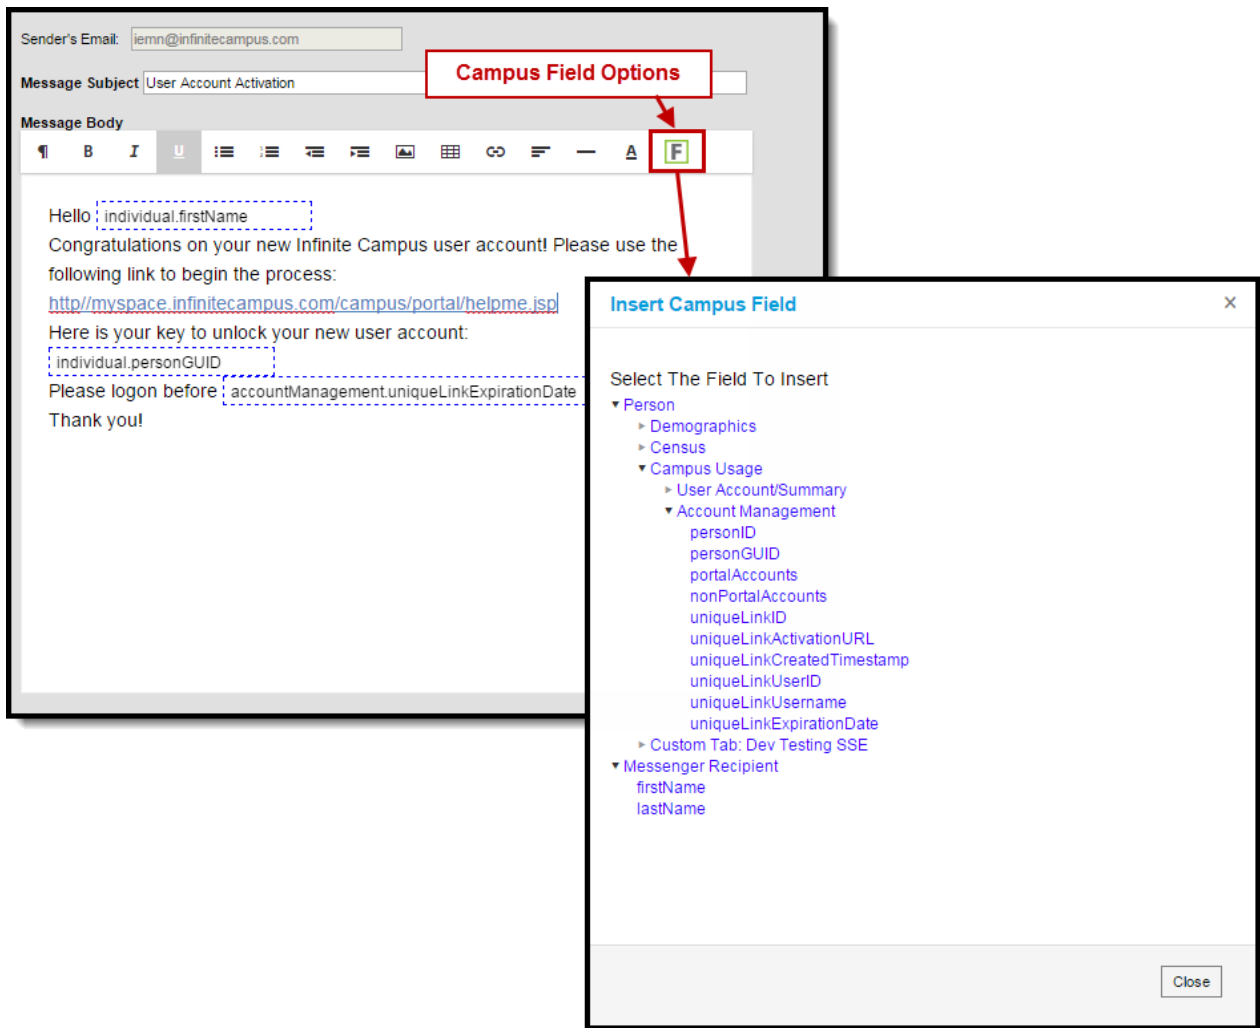 Sender's Email: iemn@infinitecampus.com
Campus Field Options
Message Subject User Account Activation
Message Body
¶ B I U A F
Hello individual.firstName
Congratulations on your new Infinite Campus user account! Please use the
following link to begin the process:
http//myspace.infinitecampus.com/campus/portal/helpme.jsp
Here is your key to unlock your new user account:
individual.personGUID
Please logon before accountManagement.uniqueLinkExpirationDate
Thank you!
Insert Campus Field ×
Select The Field To Insert
Person
Demographics
Census
Campus Usage
User Account/Summary
Account Management
personID
personGUID
portalAccounts
nonPortalAccounts
uniqueLinkID
uniqueLinkActivationURL
uniqueLinkCreatedTimestamp
uniqueLinkUserID
uniqueLinkUsername
uniqueLinkExpirationDate
Custom Tab: Dev Testing SSE
Messenger Recipient
firstName
lastName
Close